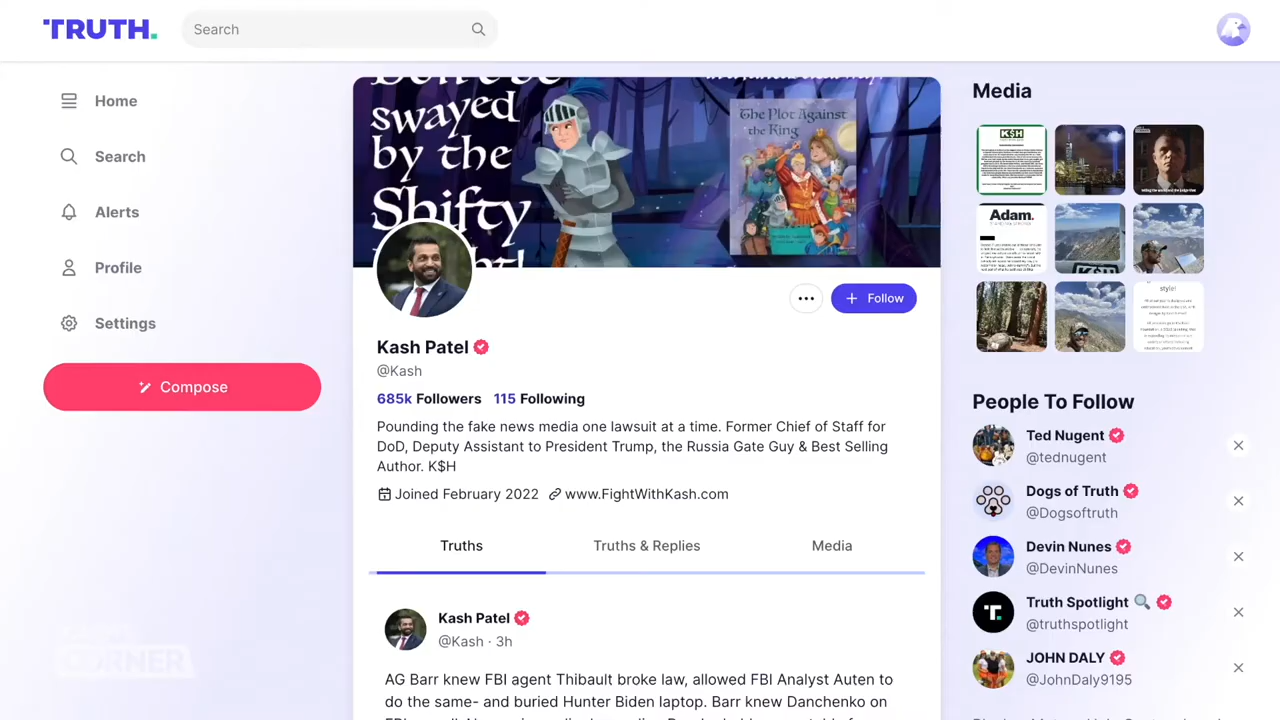 TRUTH.
Search
Home
Search
Alerts
Profile
Settings
Compose
swayed
by the
Shifty
The Plot Against
the King
Follow
Kash Patel
@Kash
685k Followers 115 Following
Pounding the fake news media one lawsuit at a time. Former Chief of Staff for
DoD, Deputy Assistant to President Trump, the Russia Gate Guy & Best Selling
Author. K$H
Joined February 2022 www.FightWithKash.com
Truths
Truths & Replies
Media
Kash Patel
@Kash · 3h
AG Barr knew FBI agent Thibault broke law, allowed FBI Analyst Auten to
do the same- and buried Hunter Biden laptop. Barr knew Danchenko on
Media
K$H
Adam.
K$H
style!
People To Follow
Ted Nugent
@tednugent
Dogs of Truth
@Dogsoftruth
Devin Nunes
@DevinNunes
Truth Spotlight
@truthspotlight
T.
JOHN DALY
@JohnDaly9195
CORNER